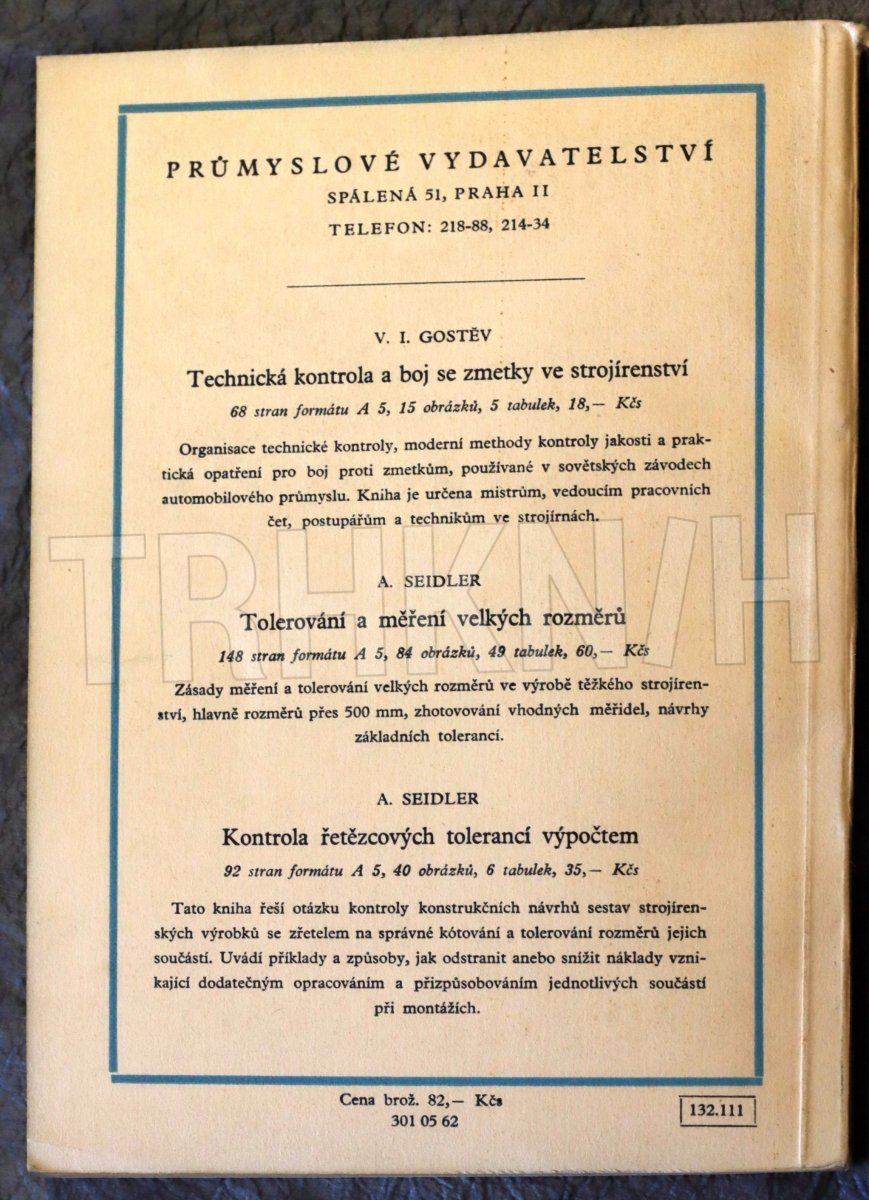 PRŮMYSLOVÉ VYDAVATELSTVÍ
SPÁLENÁ 51, PRAHA II
TELEFON: 218-88, 214-34
V. I. GOSTĚV
Technická kontrola a boj se zmetky ve strojírenství
68 stran formátu A 5, 15 obrázků, 5 tabulek, 18,— Kčs
Organisace technické kontroly, moderní methody kontroly jakosti a prak-
tická opatření pro boj proti zmetkům, používané v sovětských závodech
automobilového průmyslu. Kniha je určena mistrům, vedoucím pracovních
čet, postupářům a technikům ve strojírnách.
TRHKNIH
A. SEIDLER
Tolerování a měření velkých rozměrů
148 stran formátu A 5, 84 obrázků, 49 tabulek, 60,— Kčs
Zásady měření a tolerování velkých rozměrů ve výrobě těžkého strojíren-
ství, hlavně rozměrů přes 500 mm, zhotovování vhodných měřidel, návrhy
základních tolerancí.
A. SEIDLER
Kontrola řetězcových tolerancí výpočtem
92 stran formátu A 5, 40 obrázků, 6 tabulek, 35,— Kčs
Tato kniha řeší otázku kontroly konstrukčních návrhů sestav strojíren-
ských výrobků se zřetelem na správné kótování a tolerování rozměrů jejich
součástí. Uvádí příklady a způsoby, jak odstranit anebo snížit náklady vzni-
kající dodatečným opracováním a přizpůsobováním jednotlivých součástí
při montážích.
Cena brož. 82,— Kčs
301 05 62
132.111